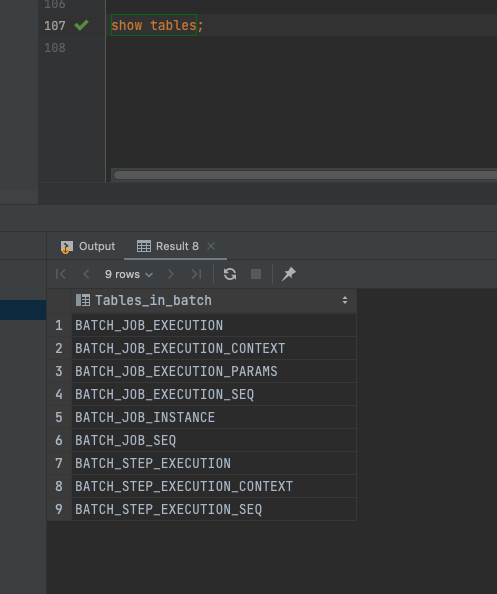 106
107 show tables;
108
Output Result 8
9 rows
Tables_in_batch
1 BATCH_JOB_EXECUTION
2 BATCH_JOB_EXECUTION_CONTEXT
3 BATCH_JOB_EXECUTION_PARAMS
4 BATCH_JOB_EXECUTION_SEQ
5 BATCH_JOB_INSTANCE
6 BATCH_JOB_SEQ
7 BATCH_STEP_EXECUTION
8 BATCH_STEP_EXECUTION_CONTEXT
9 BATCH_STEP_EXECUTION_SEQ